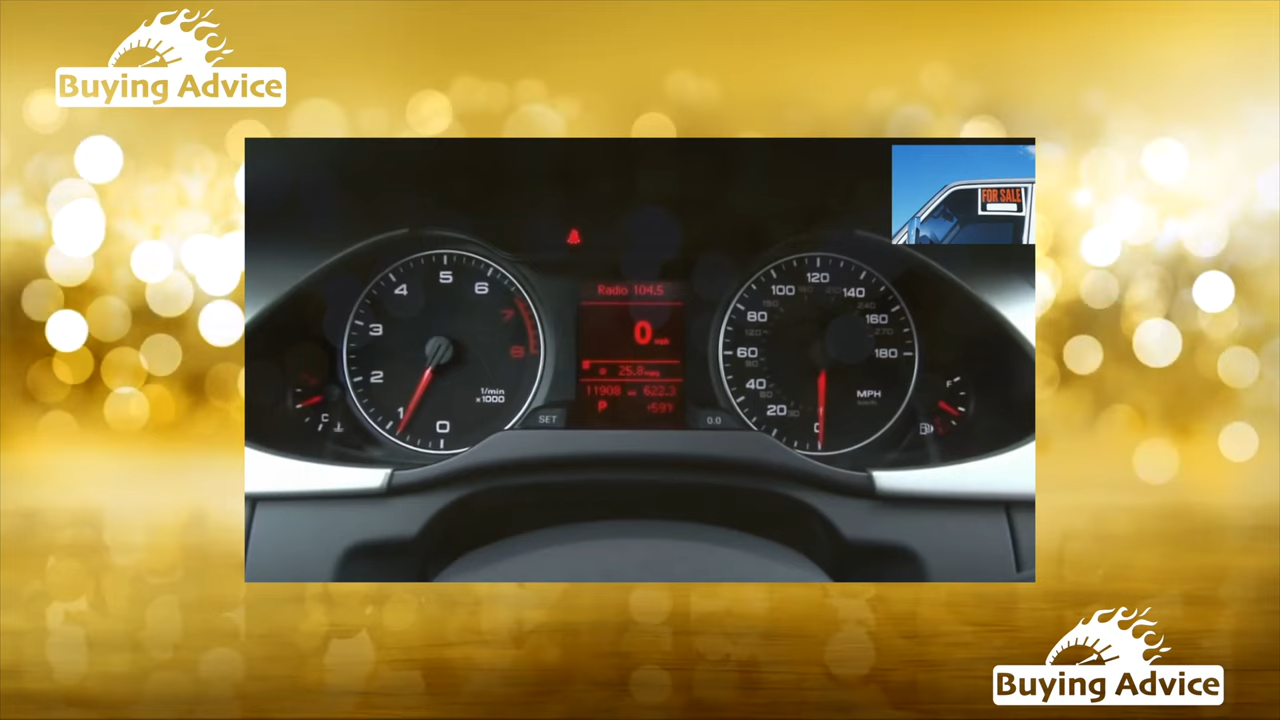 Buying Advice
FOR SALE
Radio 104.5
0 mph
25.8 mpg
11908 622.3
P
0 1 2 3 4 5 6 7 8
1/min
x1000
C
SET
0.0
0 20 40 60 80 100 120 140 160 180
MPH
F
Buying Advice